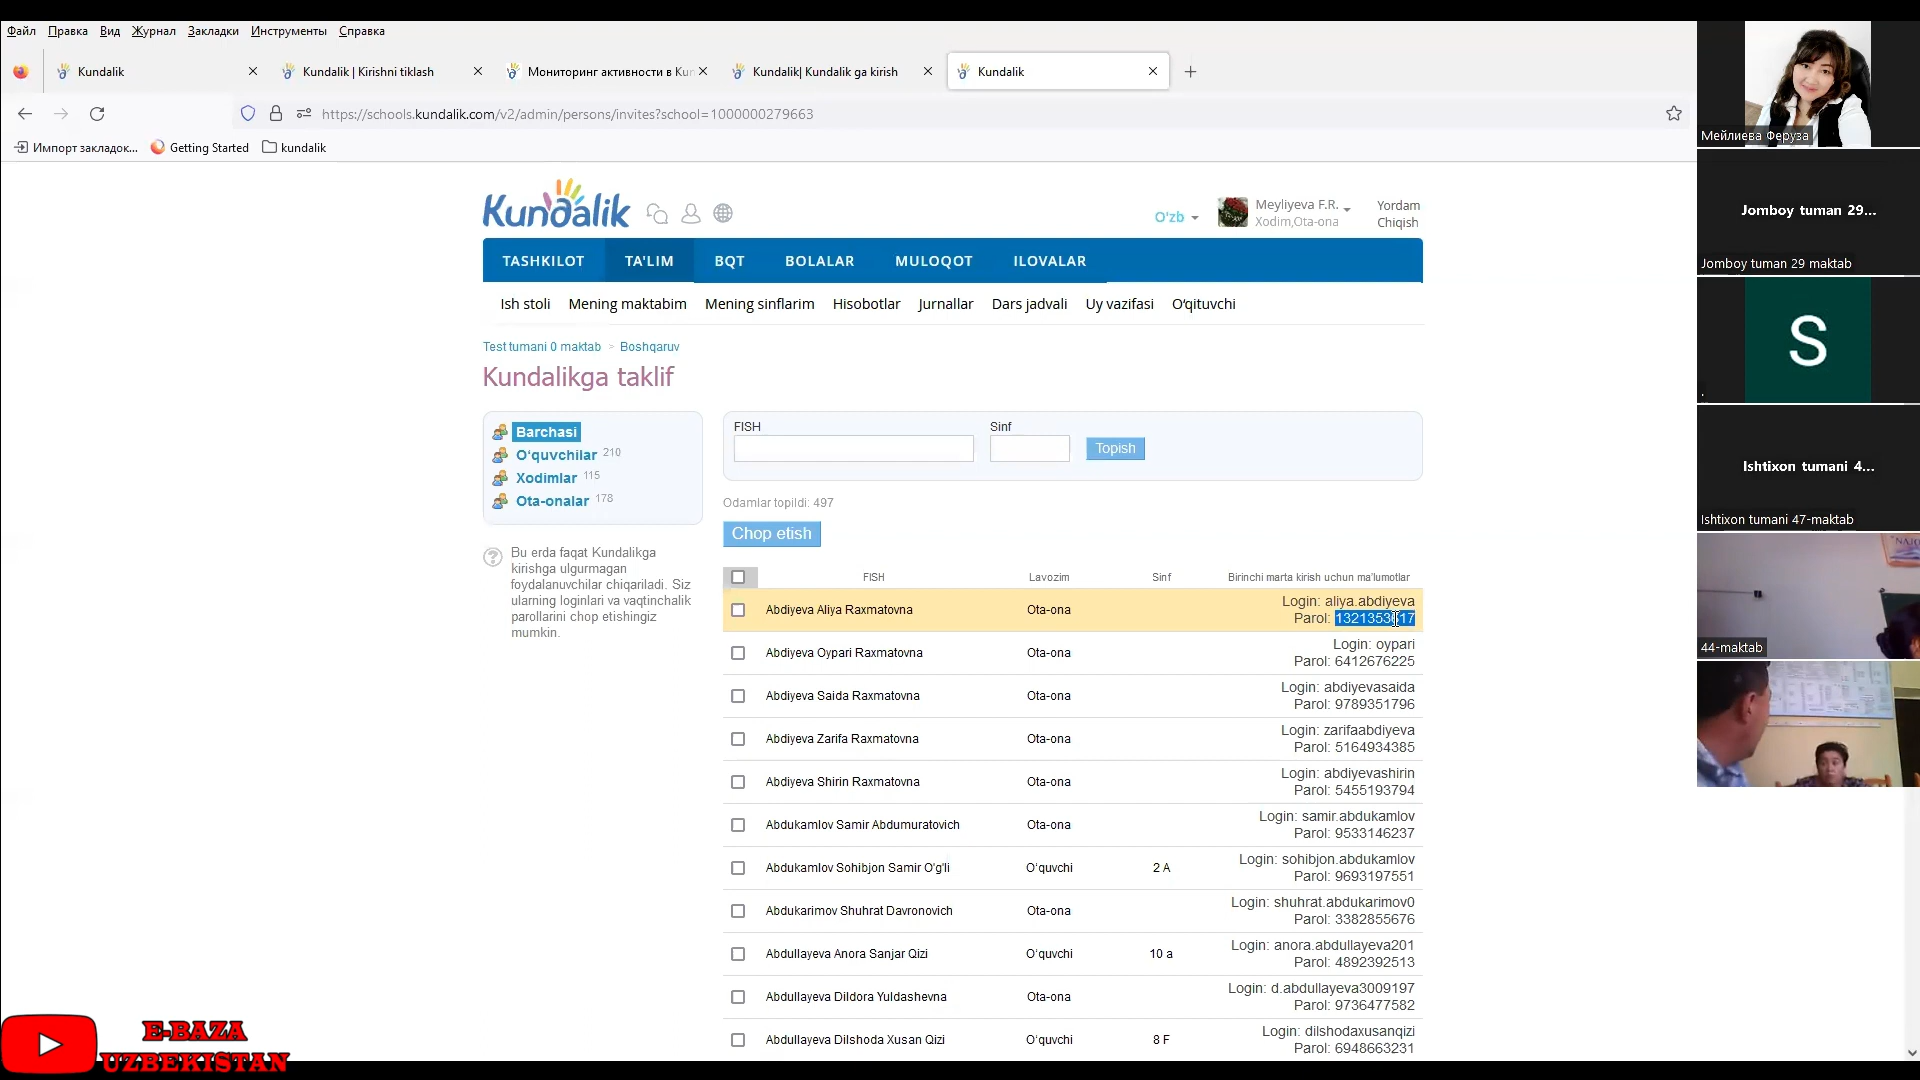 Файл Правка Вид Журнал Закладки Инструменты Справка
Kundalik
Kundalik | Kirishni tiklash
Мониторинг активности в Kun
Kundalik| Kundalik ga kirish
Kundalik
https://schools.kundalik.com/v2/admin/persons/invites?school=1000000279663
Импорт закладок... Getting Started kundalik
Kundalik
O'zb
Meyliyeva F.R.
Xodim,Ota-ona
Yordam
Chiqish
TASHKILOT TA'LIM BQT BOLALAR MULOQOT ILOVALAR
Ish stoli Mening maktabim Mening sinflarim Hisobotlar Jurnallar Dars jadvali Uy vazifasi O'qituvchi
Test tumani 0 maktab > Boshqaruv
Kundalikga taklif
Barchasi
O'quvchilar 210
Xodimlar 115
Ota-onalar 178
Bu erda faqat Kundalikga
kirishga ulgurmagan
foydalanuvchilar chiqariladi. Siz
ularning loginlari va vaqtinchalik
parollarini chop etishingiz
mumkin.
FISH Sinf
Topish
Odamlar topildi: 497
Chop etish
FISH Lavozim Sinf Birinchi marta kirish uchun ma'lumotlar
Abdiyeva Aliya Raxmatovna Ota-ona Login: aliya.abdiyeva
Parol:
Abdiyeva Oypari Raxmatovna Ota-ona Login: oypari
Parol: 6412676225
Abdiyeva Saida Raxmatovna Ota-ona Login: abdiyevasaida
Parol: 9789351796
Abdiyeva Zarifa Raxmatovna Ota-ona Login: zarifaabdiyeva
Parol: 5164934385
Abdiyeva Shirin Raxmatovna Ota-ona Login: abdiyevashirin
Parol: 5455193794
Abdukamlov Samir Abdumuratovich Ota-ona Login: samir.abdukamlov
Parol: 9533146237
Abdukamlov Sohibjon Samir O'g'li O'quvchi 2 A Login: sohibjon.abdukamlov
Parol: 9693197551
Abdukarimov Shuhrat Davronovich Ota-ona Login: shuhrat.abdukarimov0
Parol: 3382855676
Abdullayeva Anora Sanjar Qizi O'quvchi 10 a Login: anora.abdullayeva201
Parol: 4892392513
Abdullayeva Dildora Yuldashevna Ota-ona Login: d.abdullayeva3009197
Parol: 9736477582
Abdullayeva Dilshoda Xusan Qizi O'quvchi 8 F Login: dilshodaxusanqizi
Parol: 6948663231
Мейлиева Феруза
Jomboy tuman 29...
Jomboy tuman 29 maktab
S
.
Ishtixon tumani 4...
Ishtixon tumani 47-maktab
44-maktab
E-BAZA
UZBEKISTAN